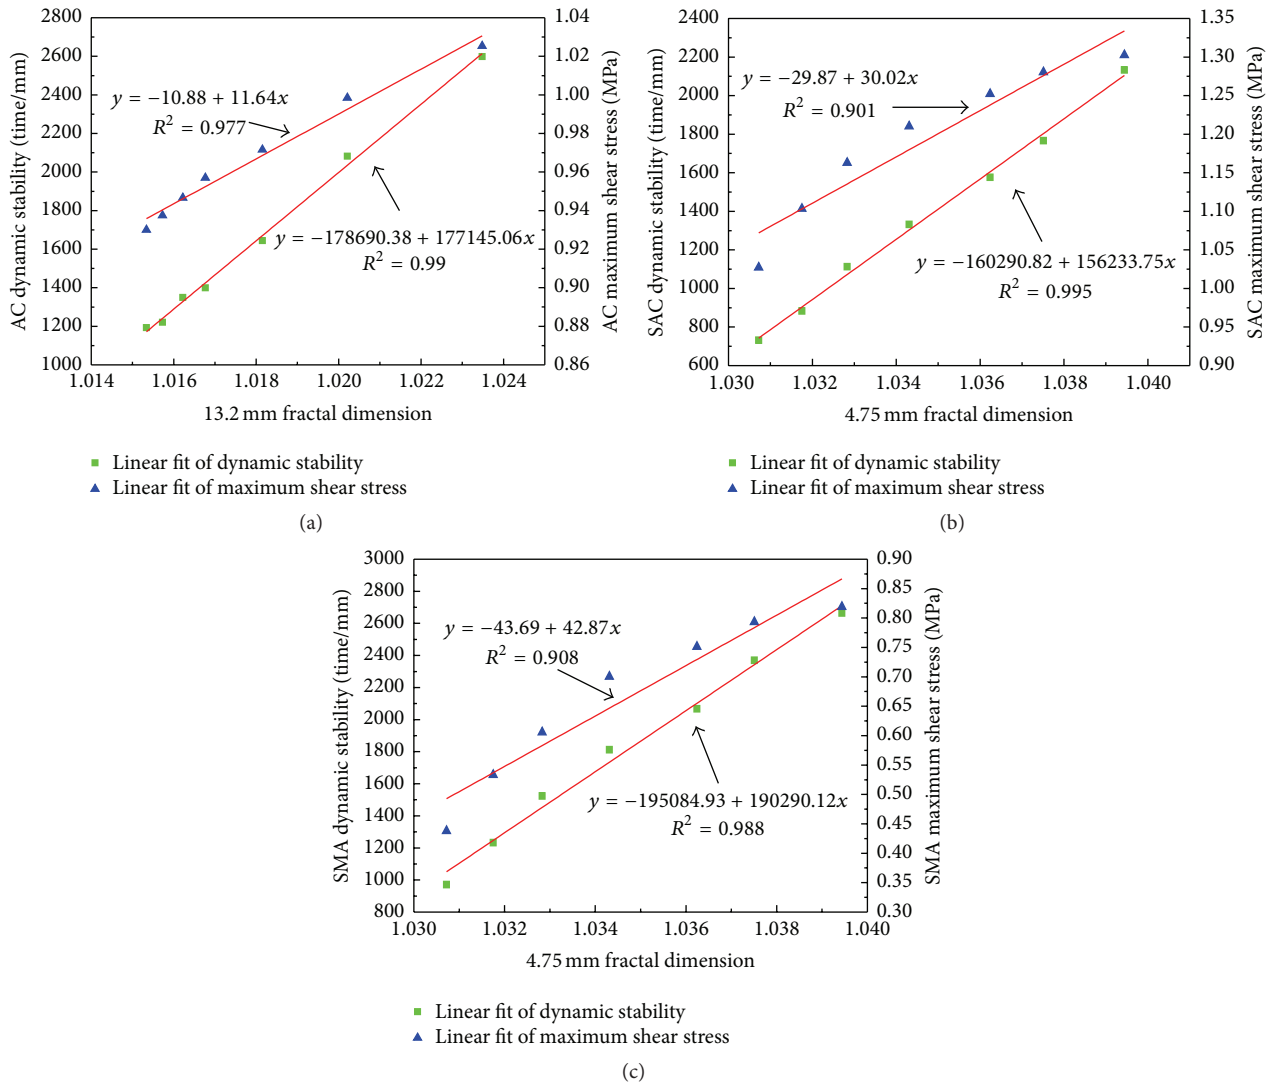 AC dynamic stability (time/mm)
2800
2600
2400
2200
2000
1800
1600
1400
1200
1000
y = −10.88 + 11.64x
R² = 0.977
y = −178690.38 + 177145.06x
R² = 0.99
1.04
1.02
1.00
0.98
0.96
0.94
0.92
0.90
0.88
0.86
AC maximum shear stress (MPa)
1.014 1.016 1.018 1.020 1.022 1.024
13.2 mm fractal dimension
Linear fit of dynamic stability
Linear fit of maximum shear stress
(a)
SAC dynamic stability (time/mm)
2400
2200
2000
1800
1600
1400
1200
1000
800
600
y = −29.87 + 30.02x
R² = 0.901
y = −160290.82 + 156233.75x
R² = 0.995
1.35
1.30
1.25
1.20
1.15
1.10
1.05
1.00
0.95
0.90
SAC maximum shear stress (MPa)
1.030 1.032 1.034 1.036 1.038 1.040
4.75 mm fractal dimension
Linear fit of dynamic stability
Linear fit of maximum shear stress
(b)
SMA dynamic stability (time/mm)
3000
2800
2600
2400
2200
2000
1800
1600
1400
1200
1000
800
y = −43.69 + 42.87x
R² = 0.908
y = −195084.93 + 190290.12x
R² = 0.988
0.90
0.85
0.80
0.75
0.70
0.65
0.60
0.55
0.50
0.45
0.40
0.35
0.30
SMA maximum shear stress (MPa)
1.030 1.032 1.034 1.036 1.038 1.040
4.75 mm fractal dimension
Linear fit of dynamic stability
Linear fit of maximum shear stress
(c)